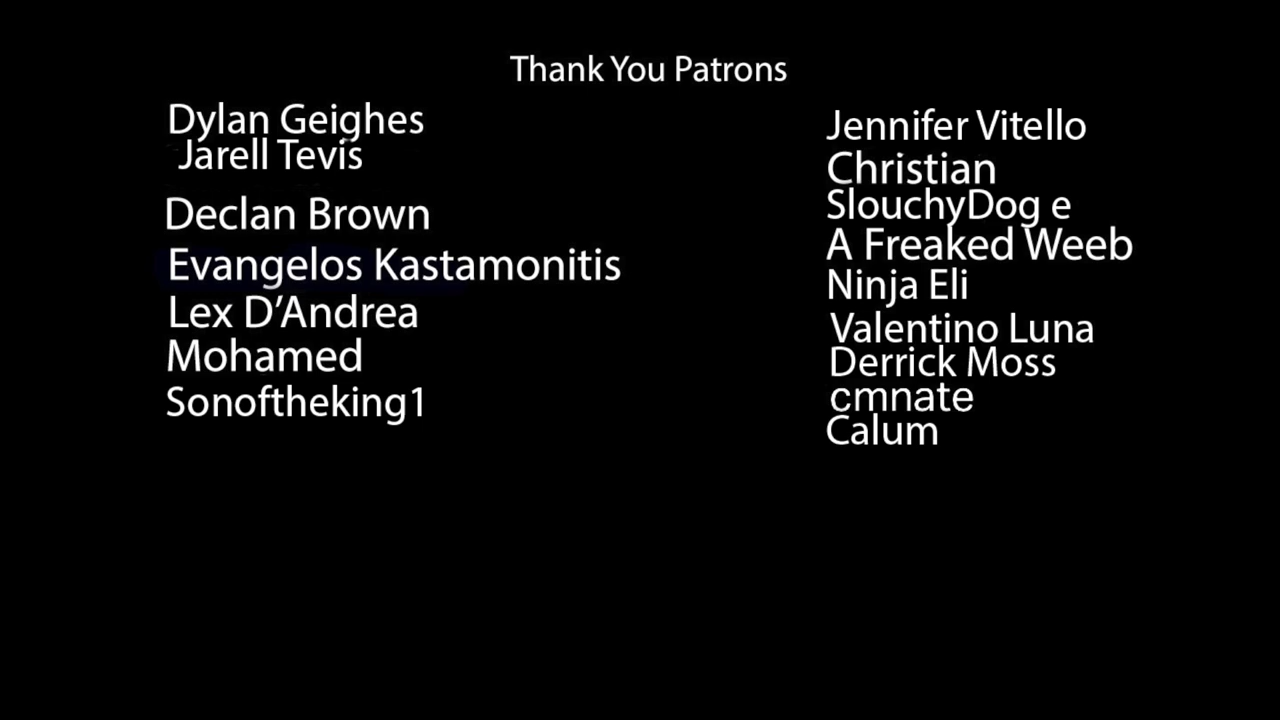 Thank You Patrons
Dylan Geighes
Jarell Tevis
Declan Brown
Evangelos Kastamonitis
Lex D’Andrea
Mohamed
Sonoftheking1
Jennifer Vitello
Christian
SlouchyDog e
A Freaked Weeb
Ninja Eli
Valentino Luna
Derrick Moss
cmnate
Calum